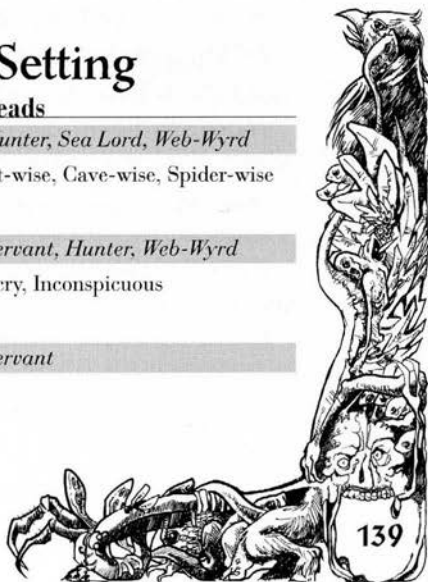 Setting
eads
unter, Sea Lord, Web-Wyrd
t-wise, Cave-wise, Spider-wise
ervant, Hunter, Web-Wyrd
cry, Inconspicuous
ervant
139